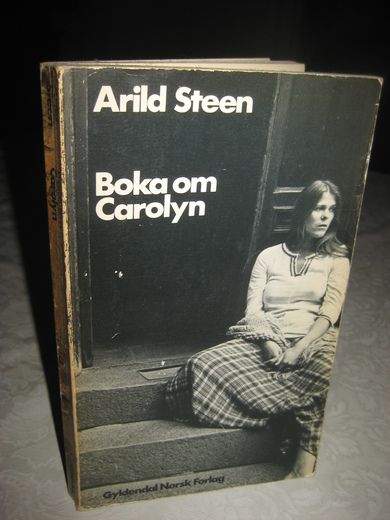 Arild Steen
Boka om
Carolyn
Gyldendal Norsk Forlag